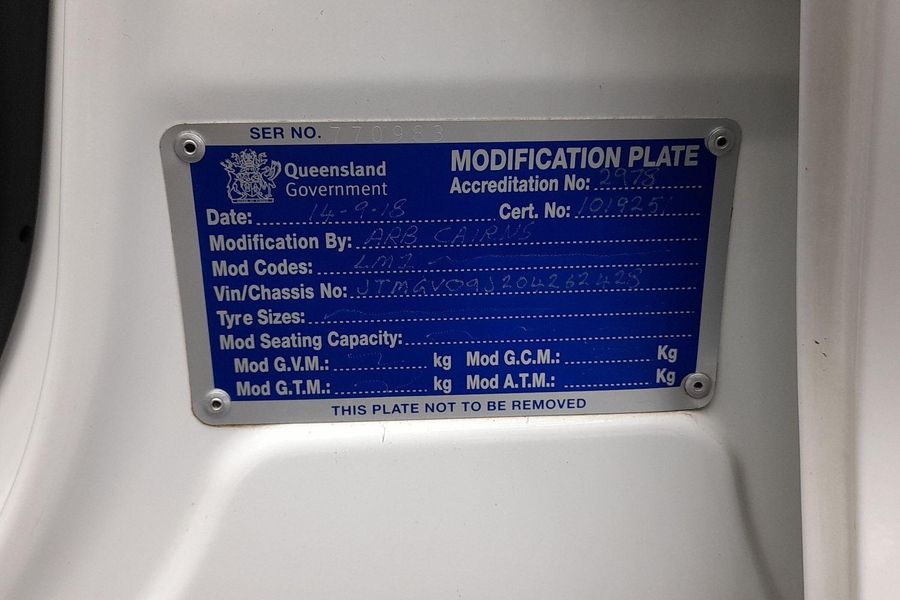 SER NO. 770983
Queensland Government
MODIFICATION PLATE
Accreditation No: 2978
Date: 14-9-18 Cert. No: 1019251
Modification By: ARB CAIRNS
Mod Codes: LM1
Vin/Chassis No: JTMGV09J204262428
Tyre Sizes:
Mod Seating Capacity:
Mod G.V.M.: kg Mod G.C.M.: Kg
Mod G.T.M.: kg Mod A.T.M.: Kg
THIS PLATE NOT TO BE REMOVED